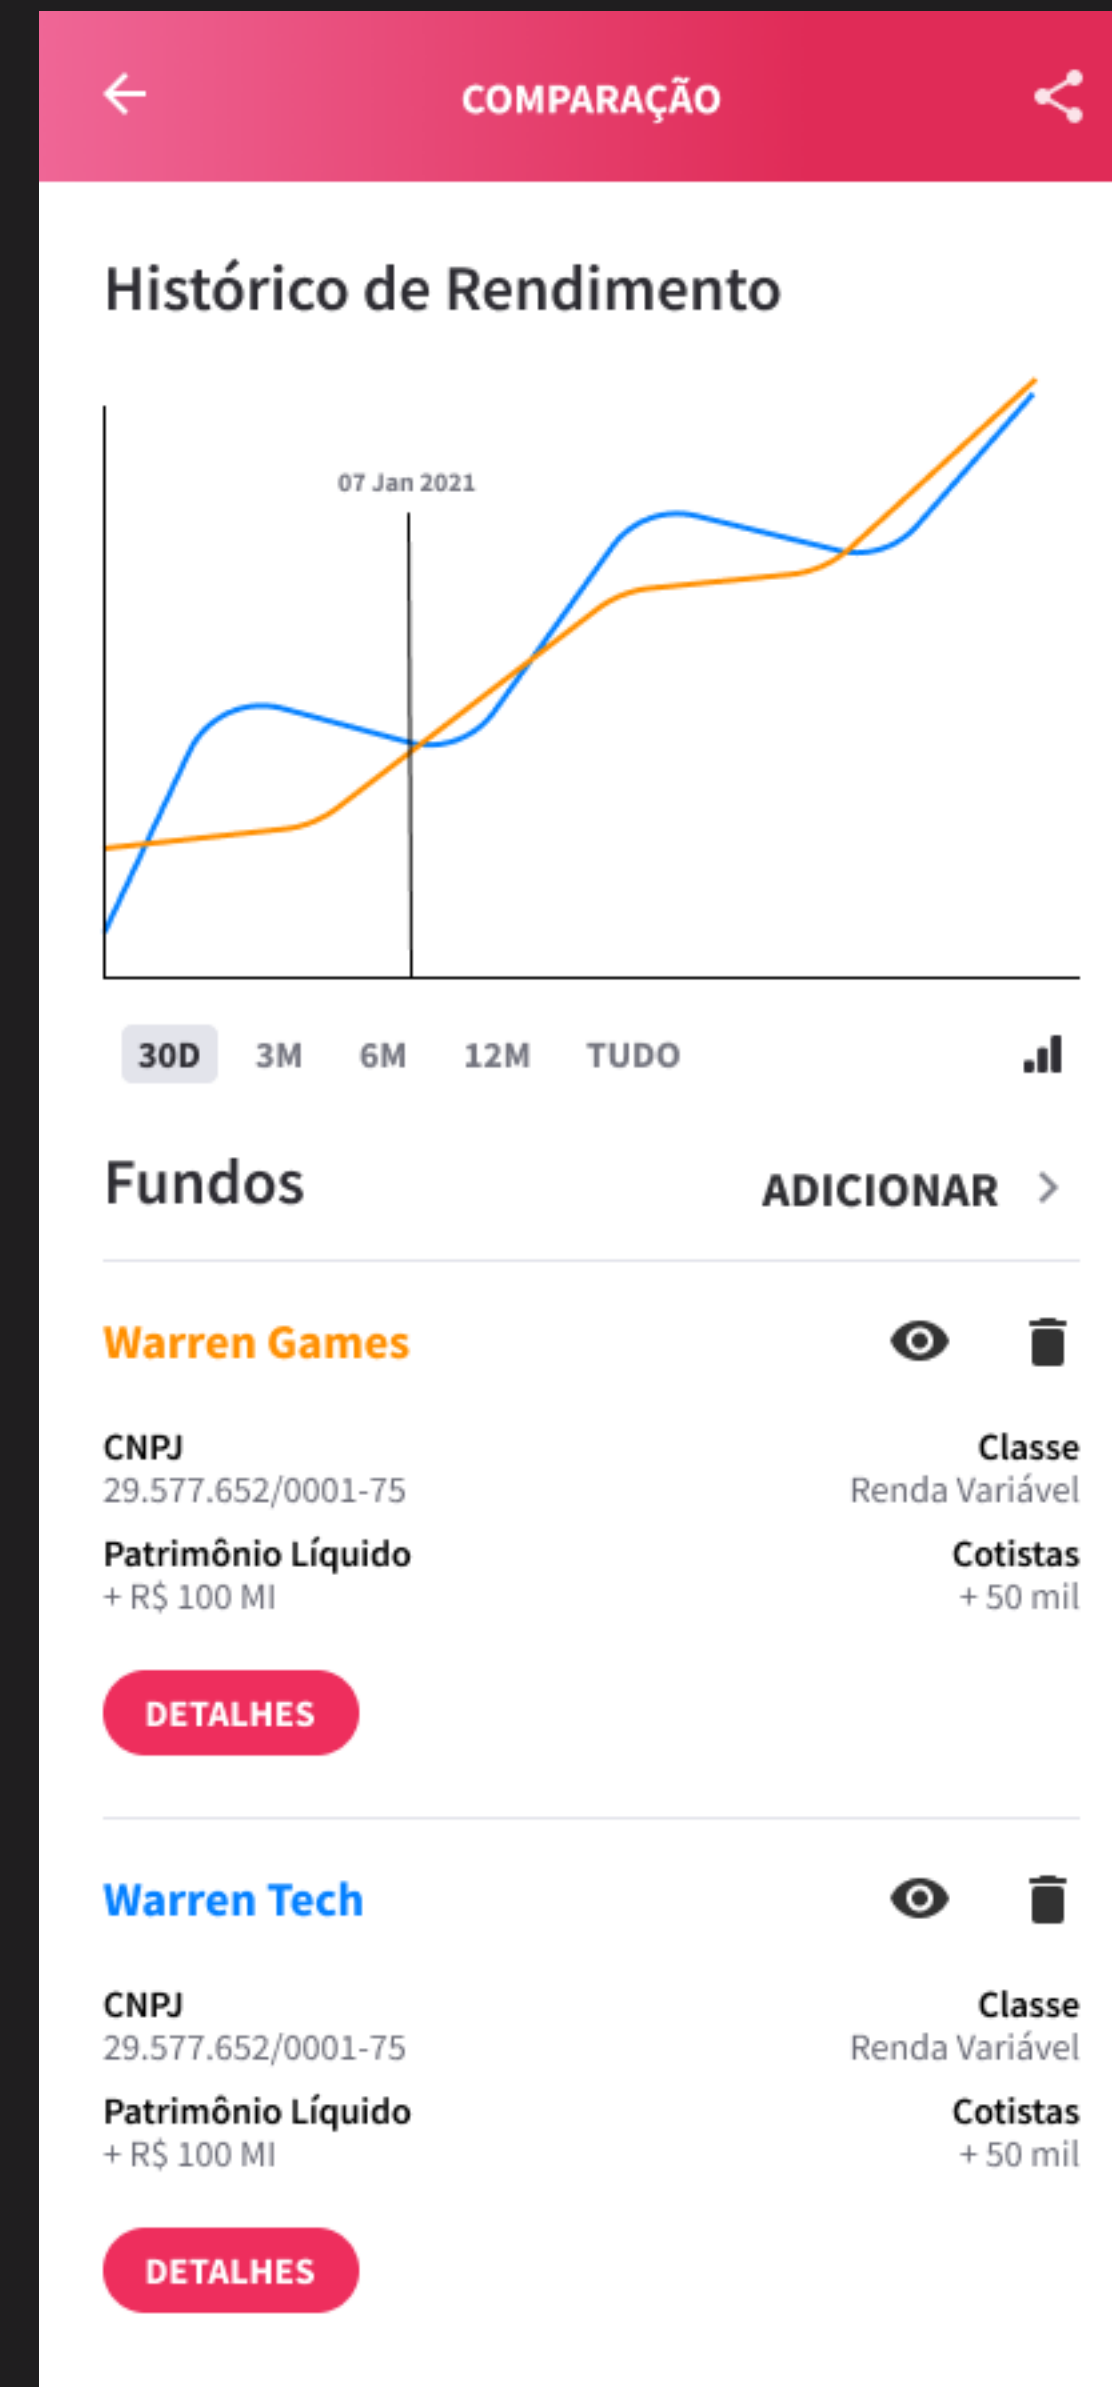 COMPARAÇÃO
Histórico de Rendimento
07 Jan 2021
30D 3M 6M 12M TUDO
Fundos ADICIONAR
Warren Games
CNPJ Classe
29.577.652/0001-75 Renda Variável
Patrimônio Líquido Cotistas
+ R$ 100 MI + 50 mil
DETALHES
Warren Tech
CNPJ Classe
29.577.652/0001-75 Renda Variável
Patrimônio Líquido Cotistas
+ R$ 100 MI + 50 mil
DETALHES